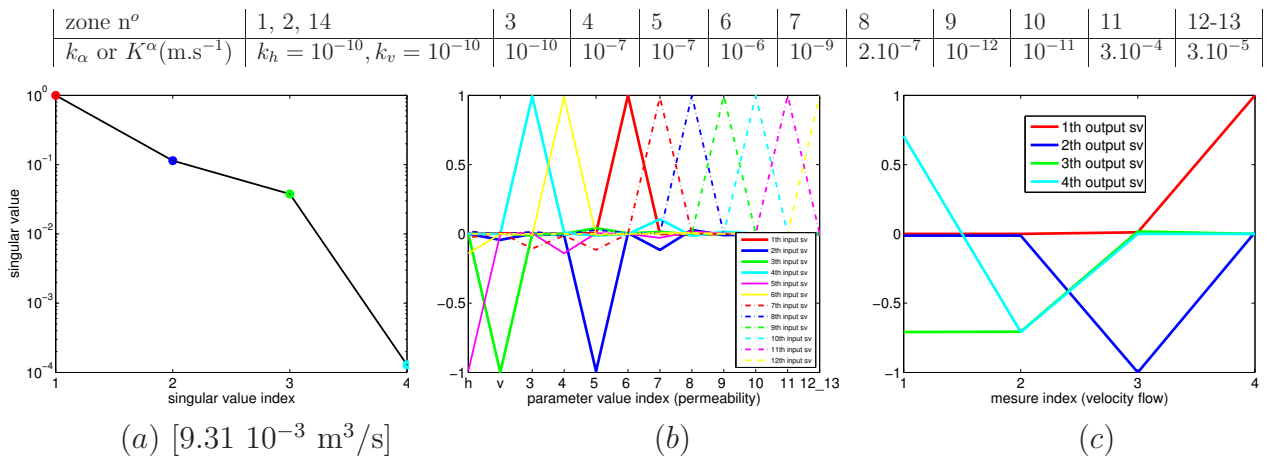 zone nᵒ 1, 2, 14 3 4 5 6 7 8 9 10 11 12-13
k_α or K^α(m.s⁻¹) k_h = 10⁻¹⁰, k_v = 10⁻¹⁰ 10⁻¹⁰ 10⁻⁷ 10⁻⁷ 10⁻⁶ 10⁻⁹ 2.10⁻⁷ 10⁻¹² 10⁻¹¹ 3.10⁻⁴ 3.10⁻⁵
10⁰
10⁻¹
10⁻²
10⁻³
10⁻⁴
singular value
1 2 3 4
singular value index
(a) [9.31 10⁻³ m³/s]
1
0.5
0
−0.5
−1
1th input sv
2th input sv
3th input sv
4th input sv
5th input sv
6th input sv
7th input sv
8th input sv
9th input sv
10th input sv
11th input sv
12th input sv
h v 3 4 5 6 7 8 9 10 11 12_13
parameter value index (permeability)
(b)
1
0.5
0
−0.5
−1
1th output sv
2th output sv
3th output sv
4th output sv
1 2 3 4
mesure index (velocity flow)
(c)